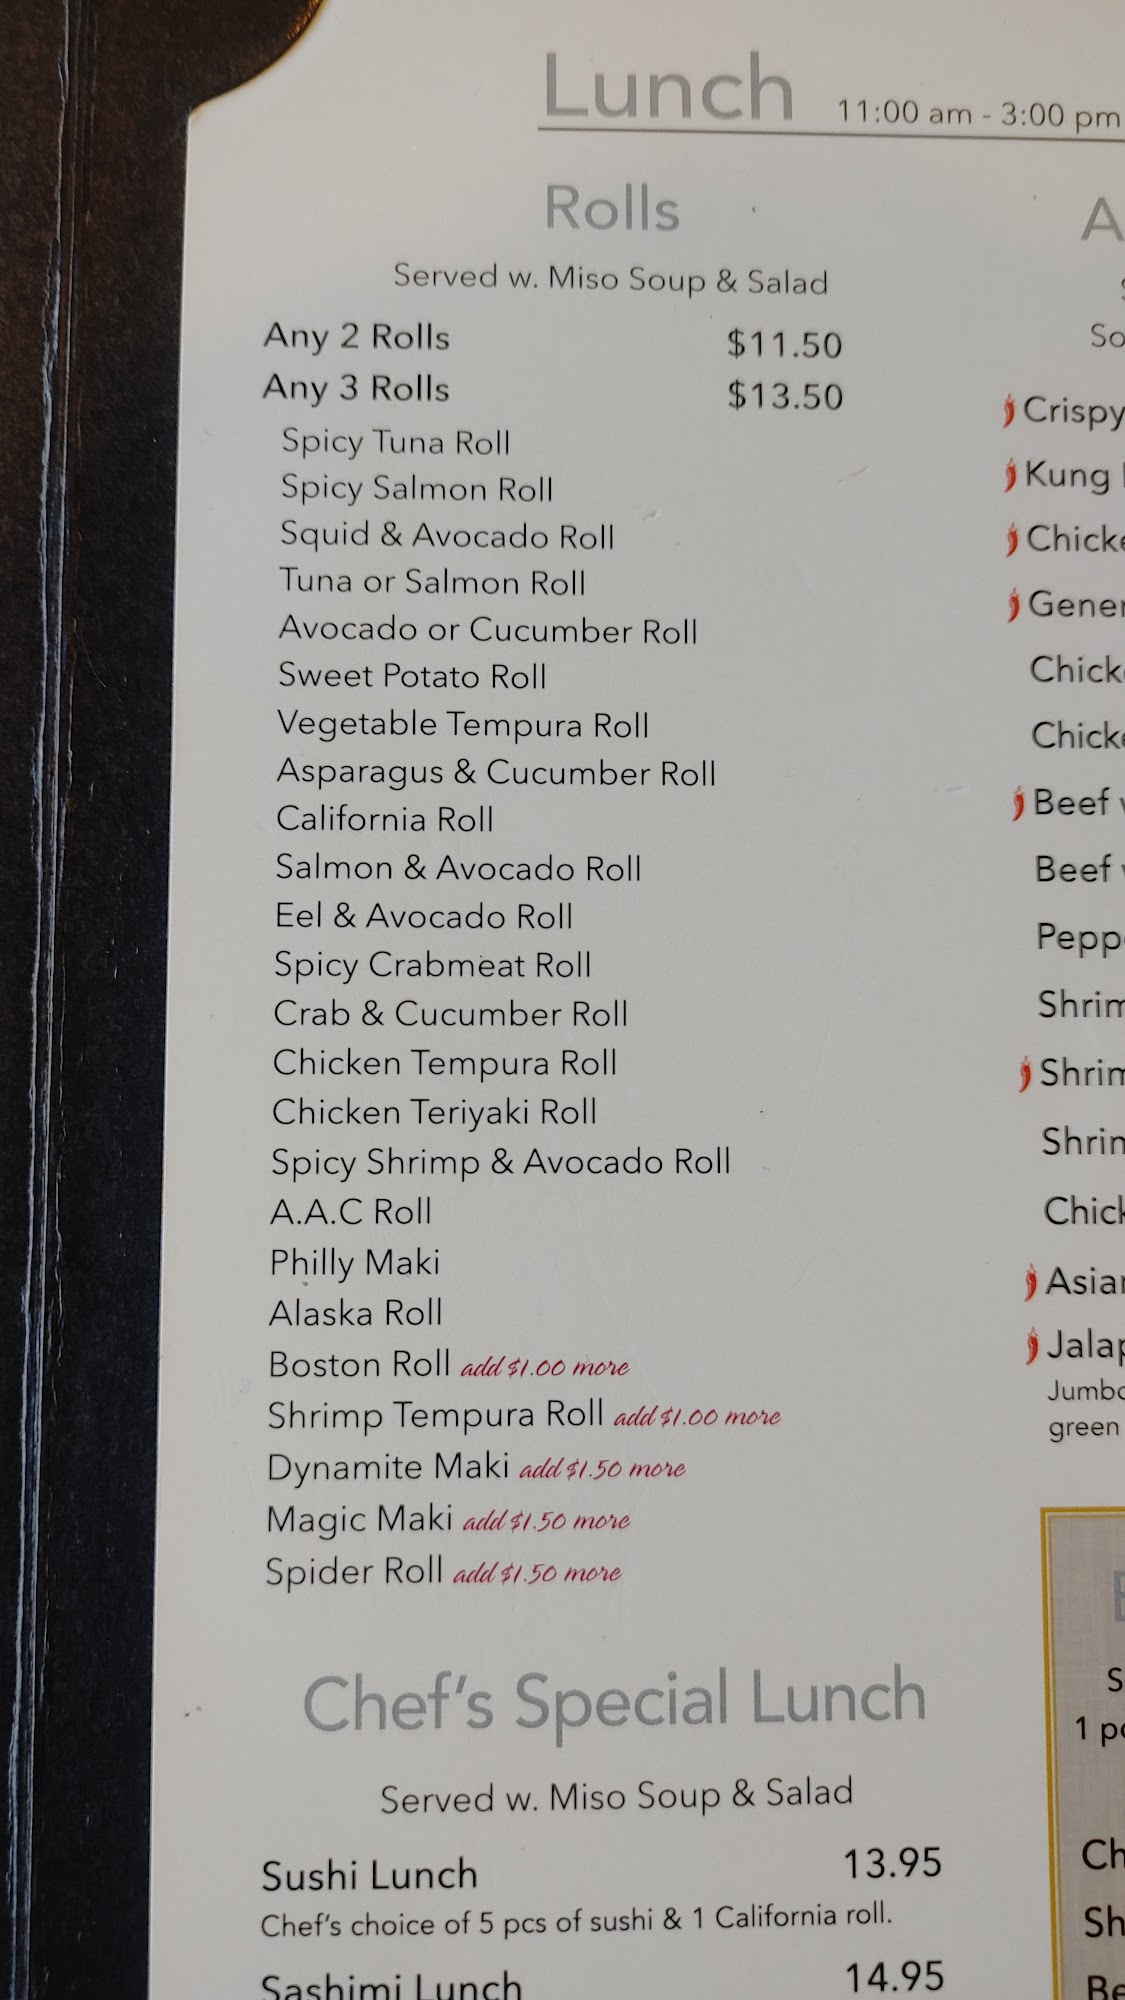 Lunch 11:00 am - 3:00 pm
Rolls
Served w. Miso Soup & Salad
Any 2 Rolls $11.50
Any 3 Rolls $13.50
Spicy Tuna Roll
Spicy Salmon Roll
Squid & Avocado Roll
Tuna or Salmon Roll
Avocado or Cucumber Roll
Sweet Potato Roll
Vegetable Tempura Roll
Asparagus & Cucumber Roll
California Roll
Salmon & Avocado Roll
Eel & Avocado Roll
Spicy Crabmeat Roll
Crab & Cucumber Roll
Chicken Tempura Roll
Chicken Teriyaki Roll
Spicy Shrimp & Avocado Roll
A.A.C Roll
Philly Maki
Alaska Roll
Boston Roll add $1.00 more
Shrimp Tempura Roll add $1.00 more
Dynamite Maki add $1.50 more
Magic Maki add $1.50 more
Spider Roll add $1.50 more
Chef's Special Lunch
Served w. Miso Soup & Salad
Sushi Lunch 13.95
Chef's choice of 5 pcs of sushi & 1 California roll.
Sashimi Lunch 14.95
Crispy
Kung
Beef
Beef
green
1